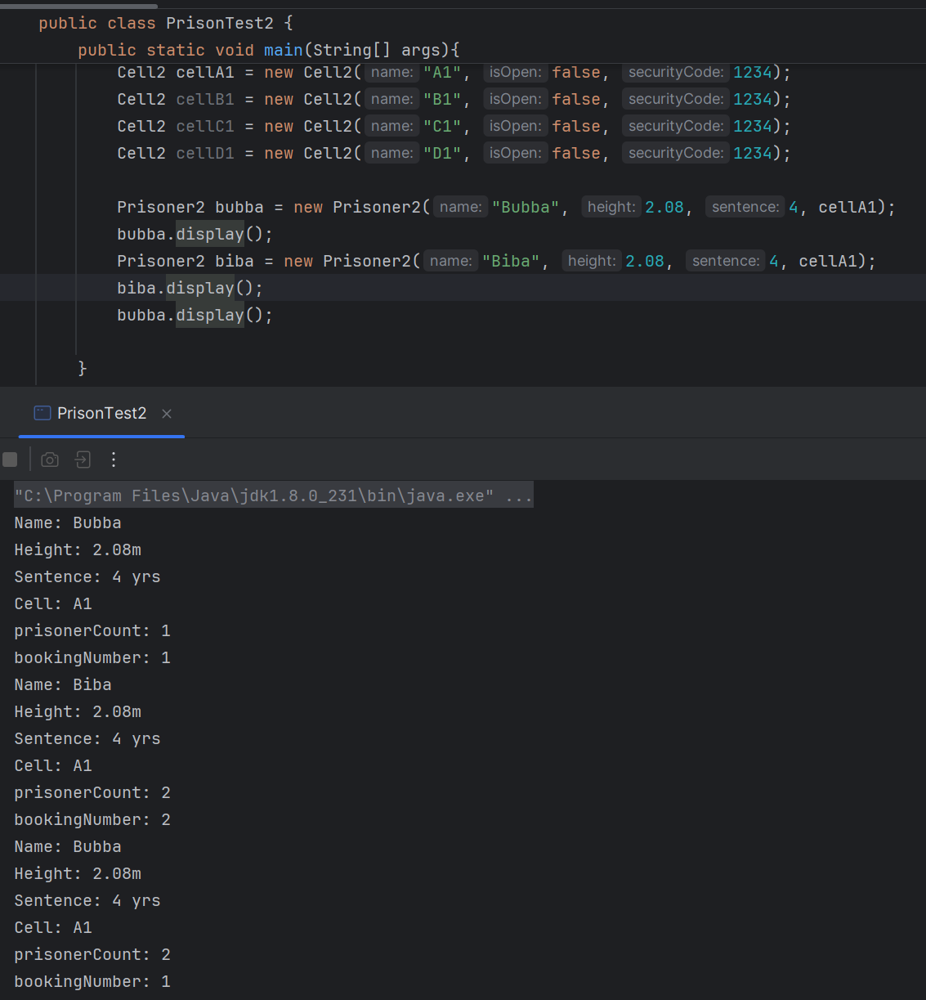 public class PrisonTest2 {
public static void main(String[] args){
Cell2 cellA1 = new Cell2( name: "A1", isOpen: false, securityCode: 1234);
Cell2 cellB1 = new Cell2( name: "B1", isOpen: false, securityCode: 1234);
Cell2 cellC1 = new Cell2( name: "C1", isOpen: false, securityCode: 1234);
Cell2 cellD1 = new Cell2( name: "D1", isOpen: false, securityCode: 1234);
Prisoner2 bubba = new Prisoner2( name: "Bubba", height: 2.08, sentence: 4, cellA1);
bubba.display();
Prisoner2 biba = new Prisoner2( name: "Biba", height: 2.08, sentence: 4, cellA1);
biba.display();
bubba.display();
}
PrisonTest2
"C:\Program Files\Java\jdk1.8.0_231\bin\java.exe" ...
Name: Bubba
Height: 2.08m
Sentence: 4 yrs
Cell: A1
prisonerCount: 1
bookingNumber: 1
Name: Biba
Height: 2.08m
Sentence: 4 yrs
Cell: A1
prisonerCount: 2
bookingNumber: 2
Name: Bubba
Height: 2.08m
Sentence: 4 yrs
Cell: A1
prisonerCount: 2
bookingNumber: 1